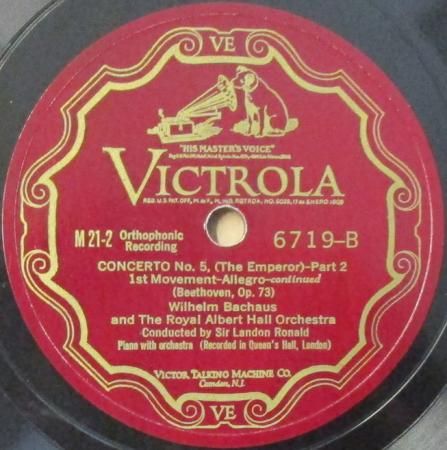 VE
"HIS MASTER'S VOICE"
VICTROLA
M 21-2 Orthophonic Recording
6719-B
CONCERTO No. 5, (The Emperor)-Part 2
1st Movement-Allegro-continued
(Beethoven, Op. 73)
Wilhelm Bachaus
and The Royal Albert Hall Orchestra
Conducted by Sir Landon Ronald
Piano with orchestra (Recorded in Queen's Hall, London)
VICTOR TALKING MACHINE CO.
Camden, N.J.
VE